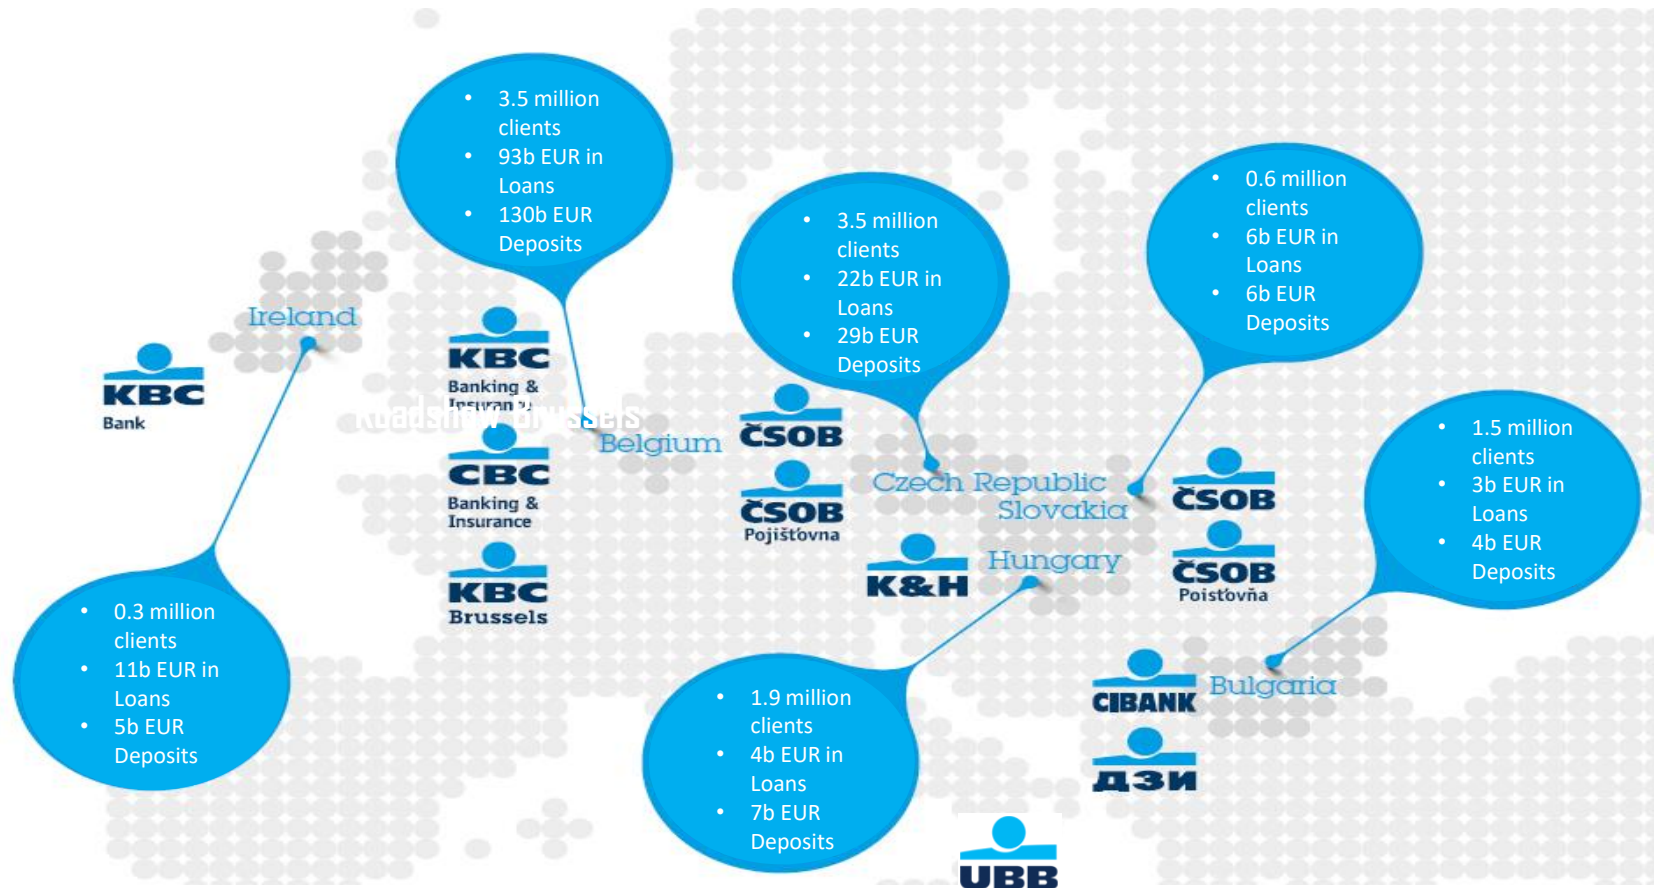 • 3.5 million
clients
• 93b EUR in
Loans
• 130b EUR
Deposits
• 3.5 million
clients
• 22b EUR in
Loans
• 29b EUR
Deposits
• 0.6 million
clients
• 6b EUR in
Loans
• 6b EUR
Deposits
Ireland
KBC
Bank
KBC
Banking &
Insurance
Roadshow Brussels
CBC
Banking &
Insurance
KBC
Brussels
Belgium
ČSOB
ČSOB
Pojišťovna
Czech Republic
Slovakia
ČSOB
ČSOB
Poisťovňa
Hungary
K&H
• 1.5 million
clients
• 3b EUR in
Loans
• 4b EUR
Deposits
• 0.3 million
clients
• 11b EUR in
Loans
• 5b EUR
Deposits
• 1.9 million
clients
• 4b EUR in
Loans
• 7b EUR
Deposits
CIBANK
Bulgaria
ДЗИ
UBB